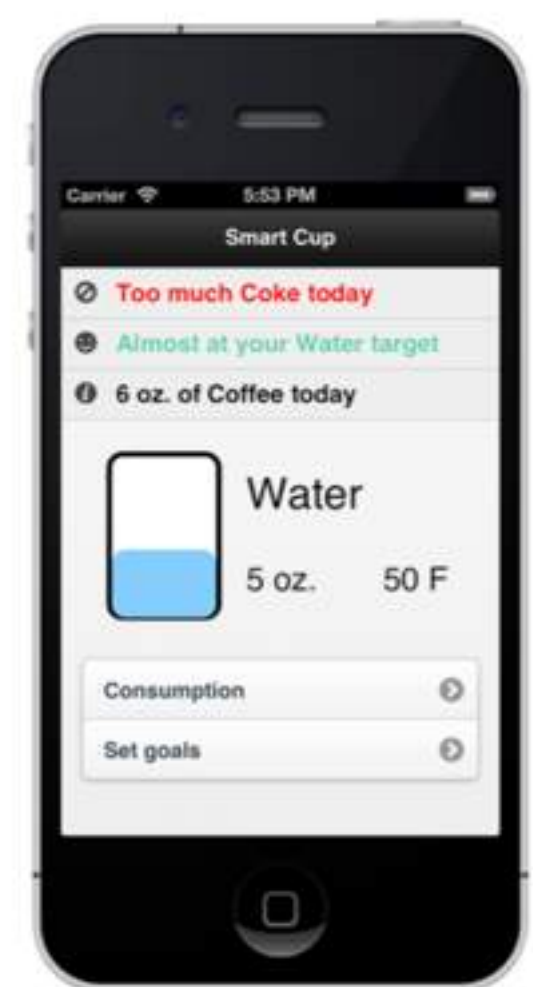 Carrier 5:53 PM
Smart Cup
Too much Coke today
Almost at your Water target
6 oz. of Coffee today
Water
5 oz. 50 F
Consumption
Set goals